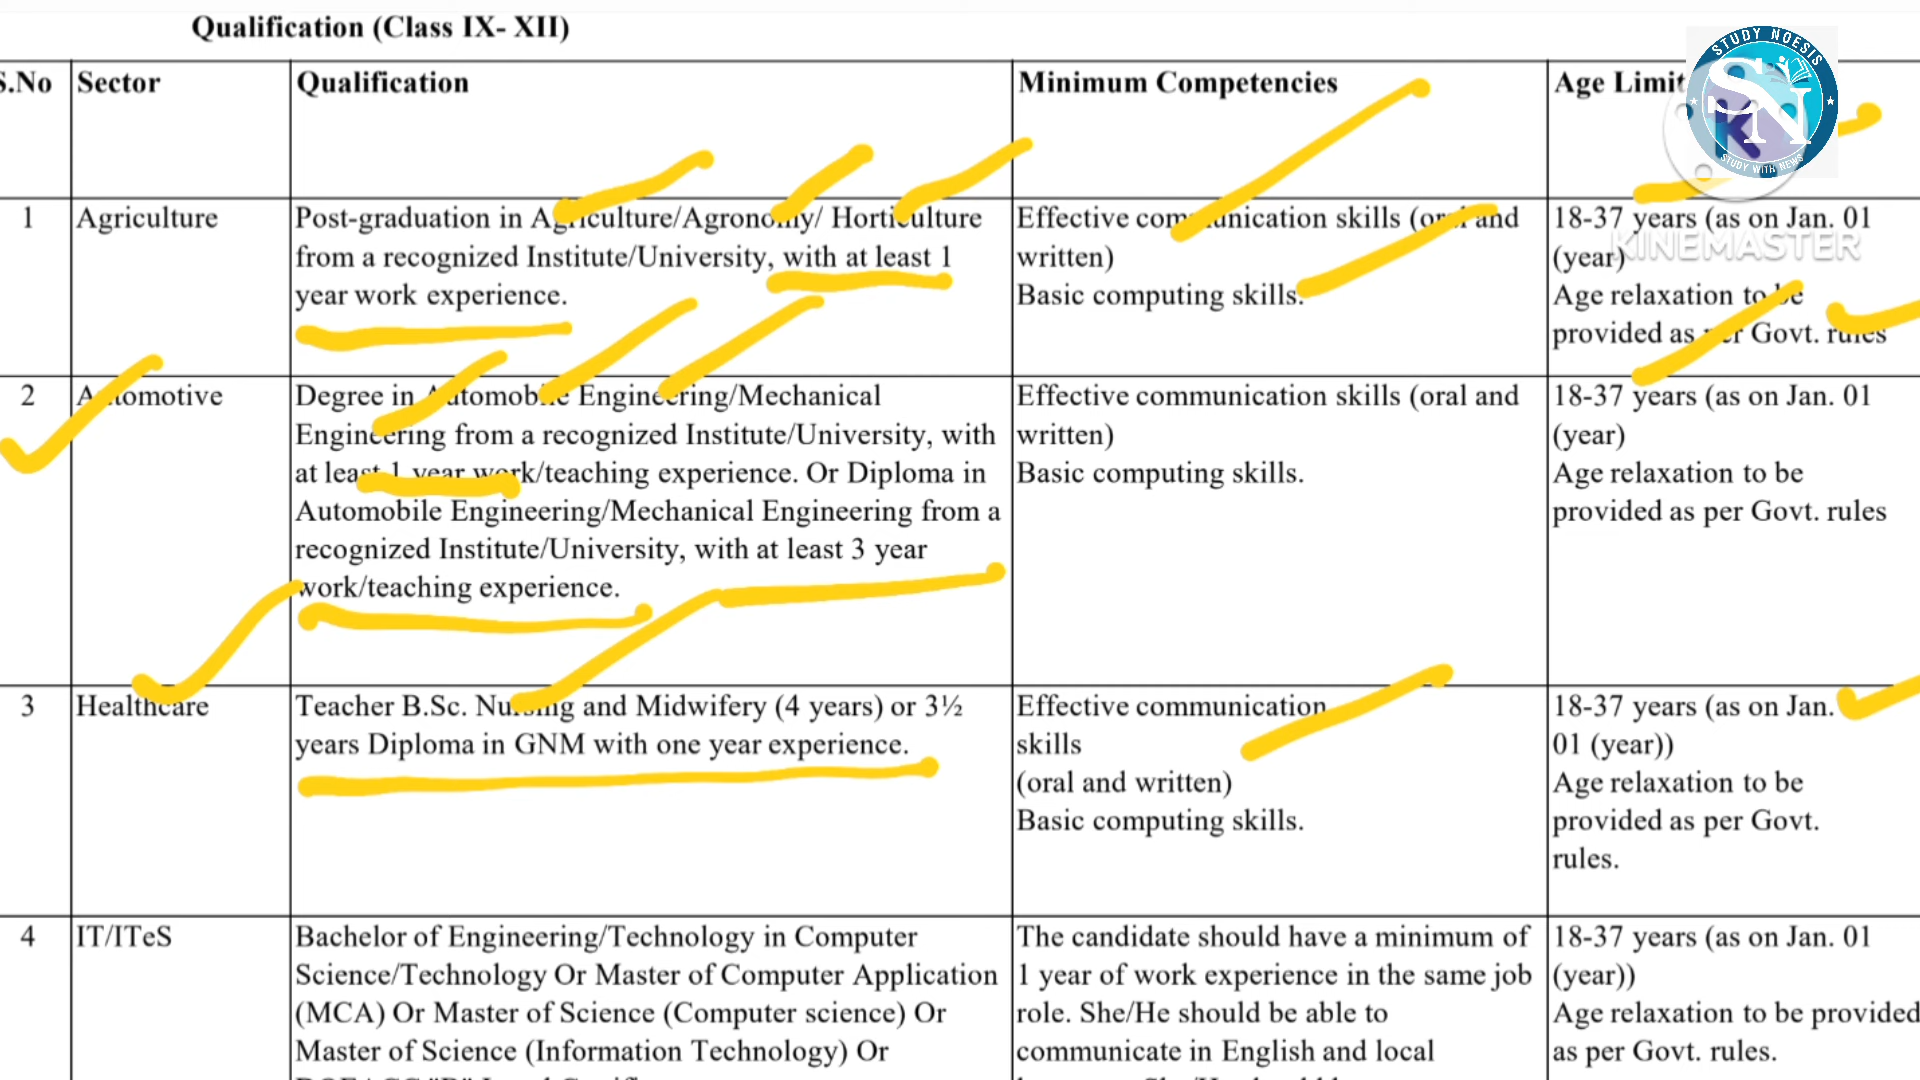 Qualification (Class IX- XII)
S.No
Sector
Qualification
Minimum Competencies
Age Limit
STUDY NOESIS
SN
K
STUDY WITH NEWS
KINEMASTER
1
Agriculture
Post-graduation in Agriculture/Agronomy/ Horticulture
from a recognized Institute/University, with at least 1
year work experience.
Effective communication skills (oral and
written)
Basic computing skills.
18-37 years (as on Jan. 01
(year)
Age relaxation to be
provided as per Govt. rules
2
Automotive
Degree in Automobile Engineering/Mechanical
Engineering from a recognized Institute/University, with
at least 1 year work/teaching experience. Or Diploma in
Automobile Engineering/Mechanical Engineering from a
recognized Institute/University, with at least 3 year
work/teaching experience.
Effective communication skills (oral and
written)
Basic computing skills.
18-37 years (as on Jan. 01
(year)
Age relaxation to be
provided as per Govt. rules
3
Healthcare
Teacher B.Sc. Nursing and Midwifery (4 years) or 3½
years Diploma in GNM with one year experience.
Effective communication
skills
(oral and written)
Basic computing skills.
18-37 years (as on Jan.
01 (year))
Age relaxation to be
provided as per Govt.
rules.
4
IT/ITeS
Bachelor of Engineering/Technology in Computer
Science/Technology Or Master of Computer Application
(MCA) Or Master of Science (Computer science) Or
Master of Science (Information Technology) Or
The candidate should have a minimum of
1 year of work experience in the same job
role. She/He should be able to
communicate in English and local
18-37 years (as on Jan. 01
(year))
Age relaxation to be provided
as per Govt. rules.